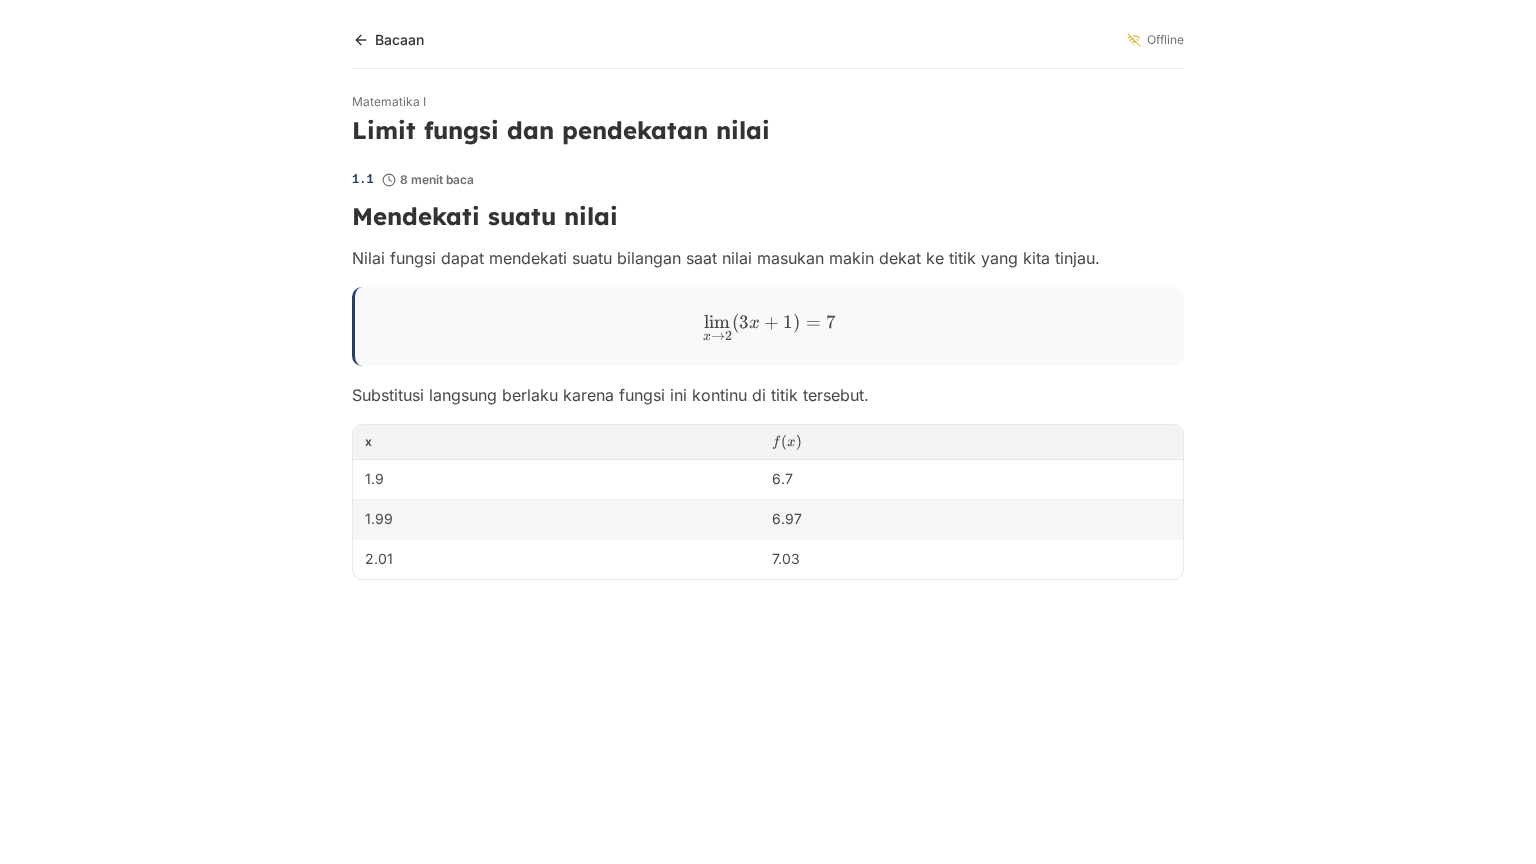 Bacaan
Offline
Matematika I
Limit fungsi dan pendekatan nilai
1.1 8 menit baca
Mendekati suatu nilai
Nilai fungsi dapat mendekati suatu bilangan saat nilai masukan makin dekat ke titik yang kita tinjau.
lim x→2 (3x + 1) = 7
Substitusi langsung berlaku karena fungsi ini kontinu di titik tersebut.
x f(x)
1.9 6.7
1.99 6.97
2.01 7.03